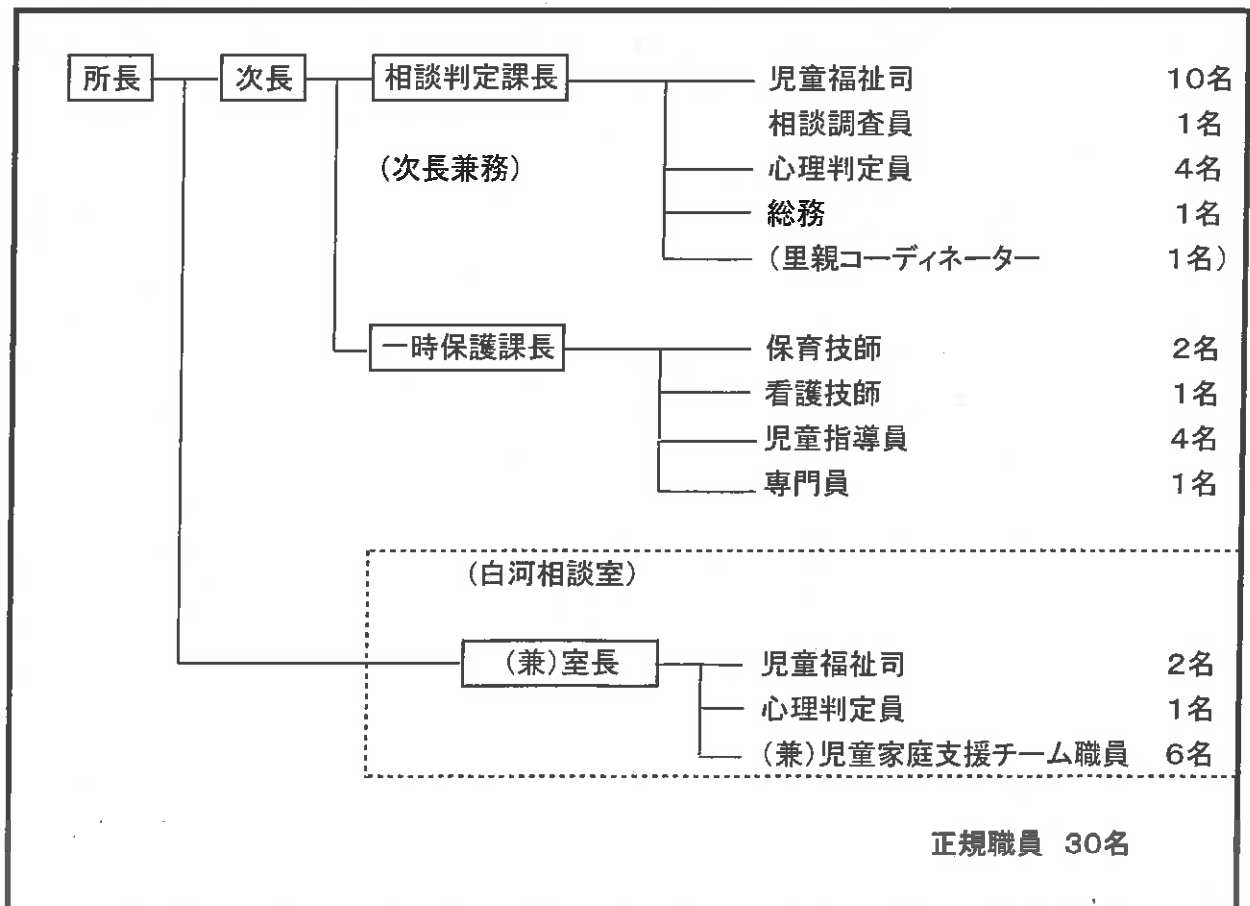 所長 次長 相談判定課長 児童福祉司 10名
相談調査員 1名
(次長兼務) 心理判定員 4名
総務 1名
(里親コーディネーター 1名)
一時保護課長 保育技師 2名
看護技師 1名
児童指導員 4名
専門員 1名
(白河相談室)
(兼)室長 児童福祉司 2名
心理判定員 1名
(兼)児童家庭支援チーム職員 6名
正規職員 30名